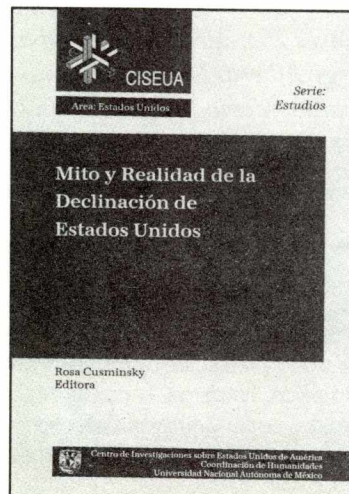 CISEUA
Area: Estados Unidos
Serie:
Estudios
Mito y Realidad de la
Declinación de
Estados Unidos
Rosa Cusminsky
Editora
Centro de Investigaciones sobre Estados Unidos de América
Coordinación de Humanidades
Universidad Nacional Autónoma de México